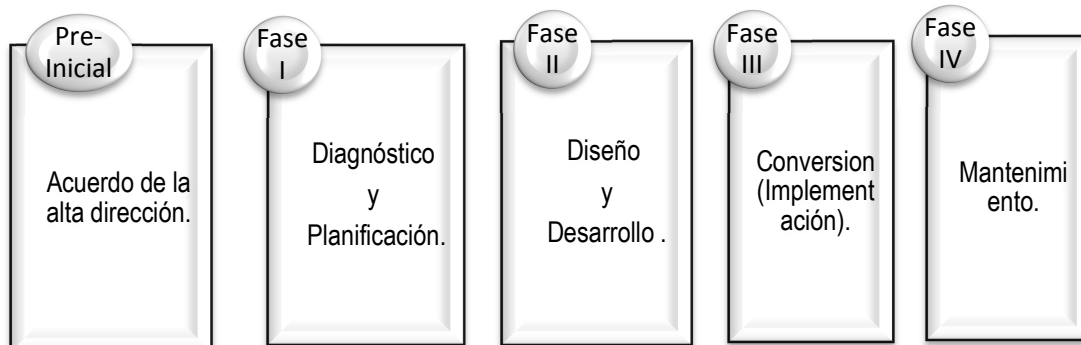 Pre-
Inicial
Acuerdo de la
alta dirección.
Fase
I
Diagnóstico
y
Planificación.
Fase
II
Diseño
y
Desarrollo .
Fase
III
Conversion
(Implement
ación).
Fase
IV
Mantenimi
ento.